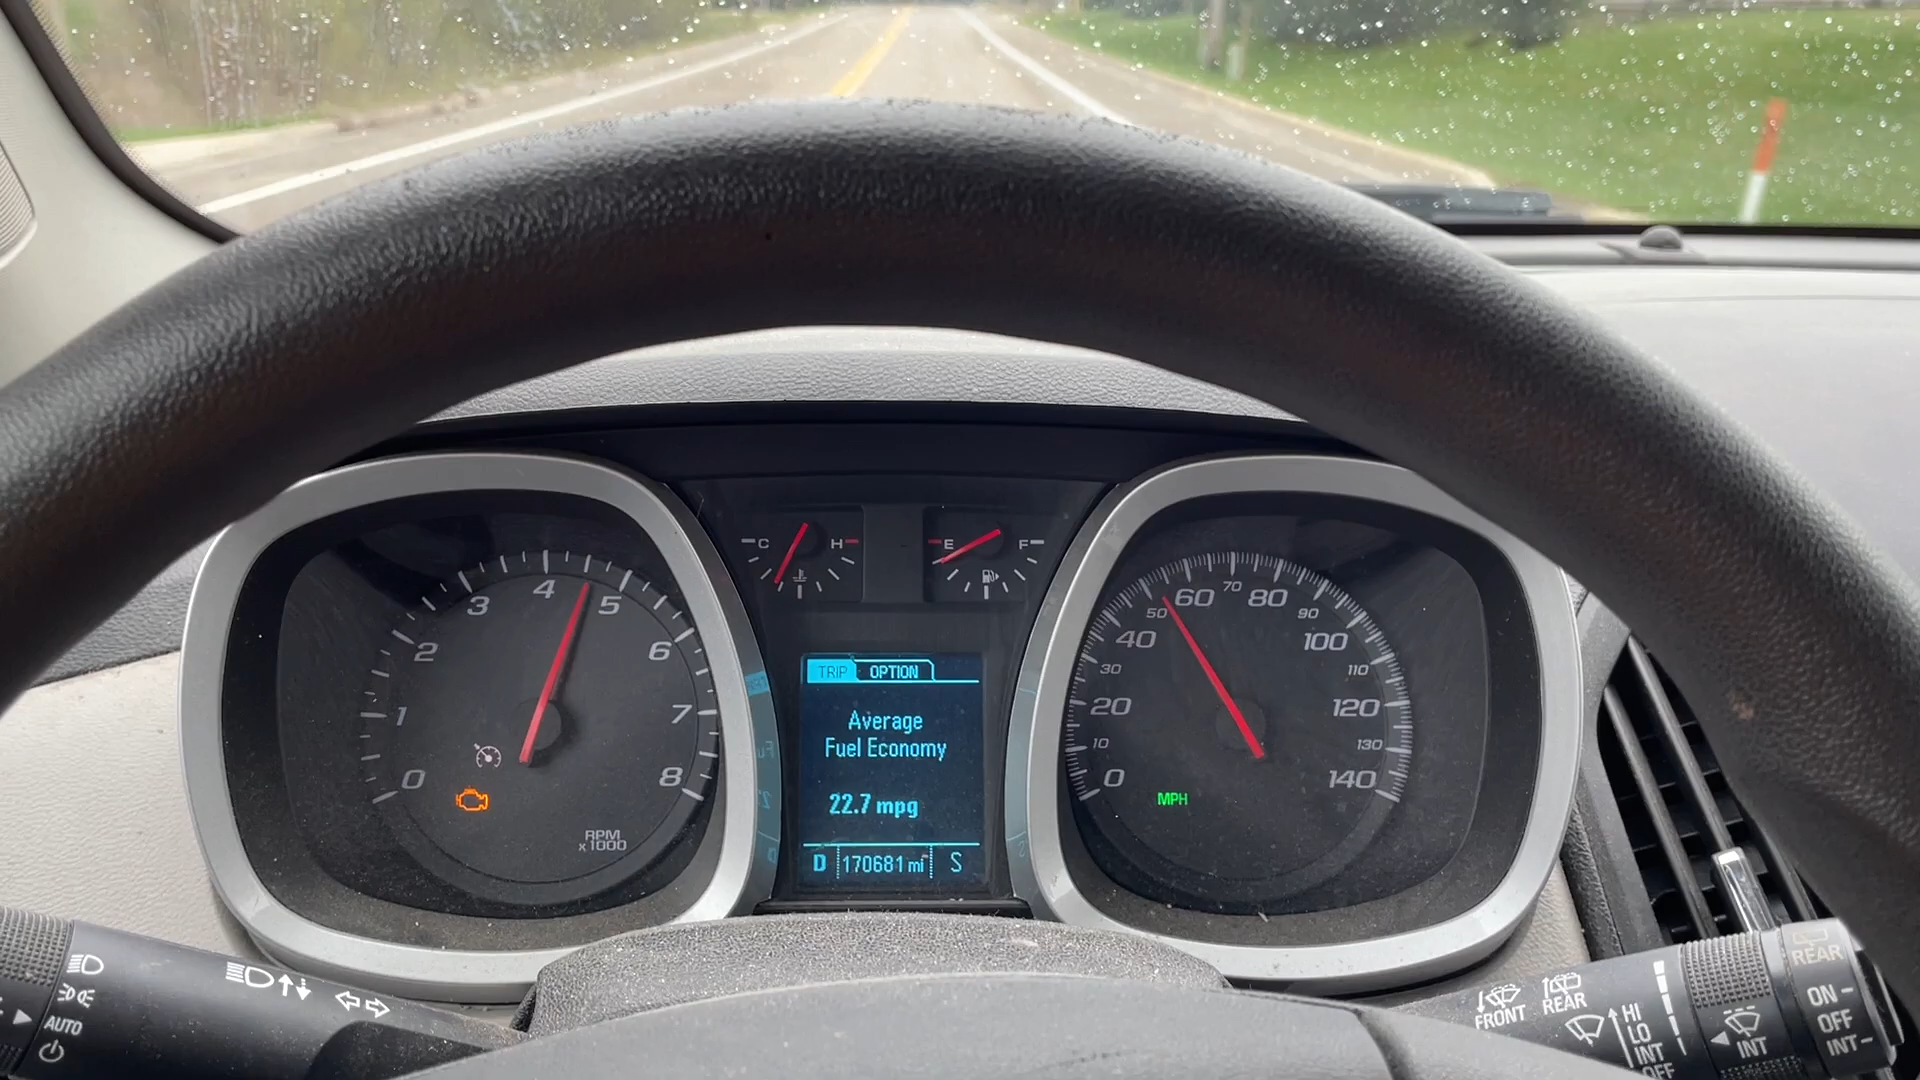 0
1
2
3
4
5
6
7
8
RPM
x1000
C
H
E
F
TRIP
OPTION
Average
Fuel Economy
22.7 mpg
D 170681 mi S
0
10
20
30
40
50
60
70
80
90
100
110
120
130
140
MPH
AUTO
FRONT
REAR
HI
LO
INT
OFF
INT
REAR
ON
OFF
INT